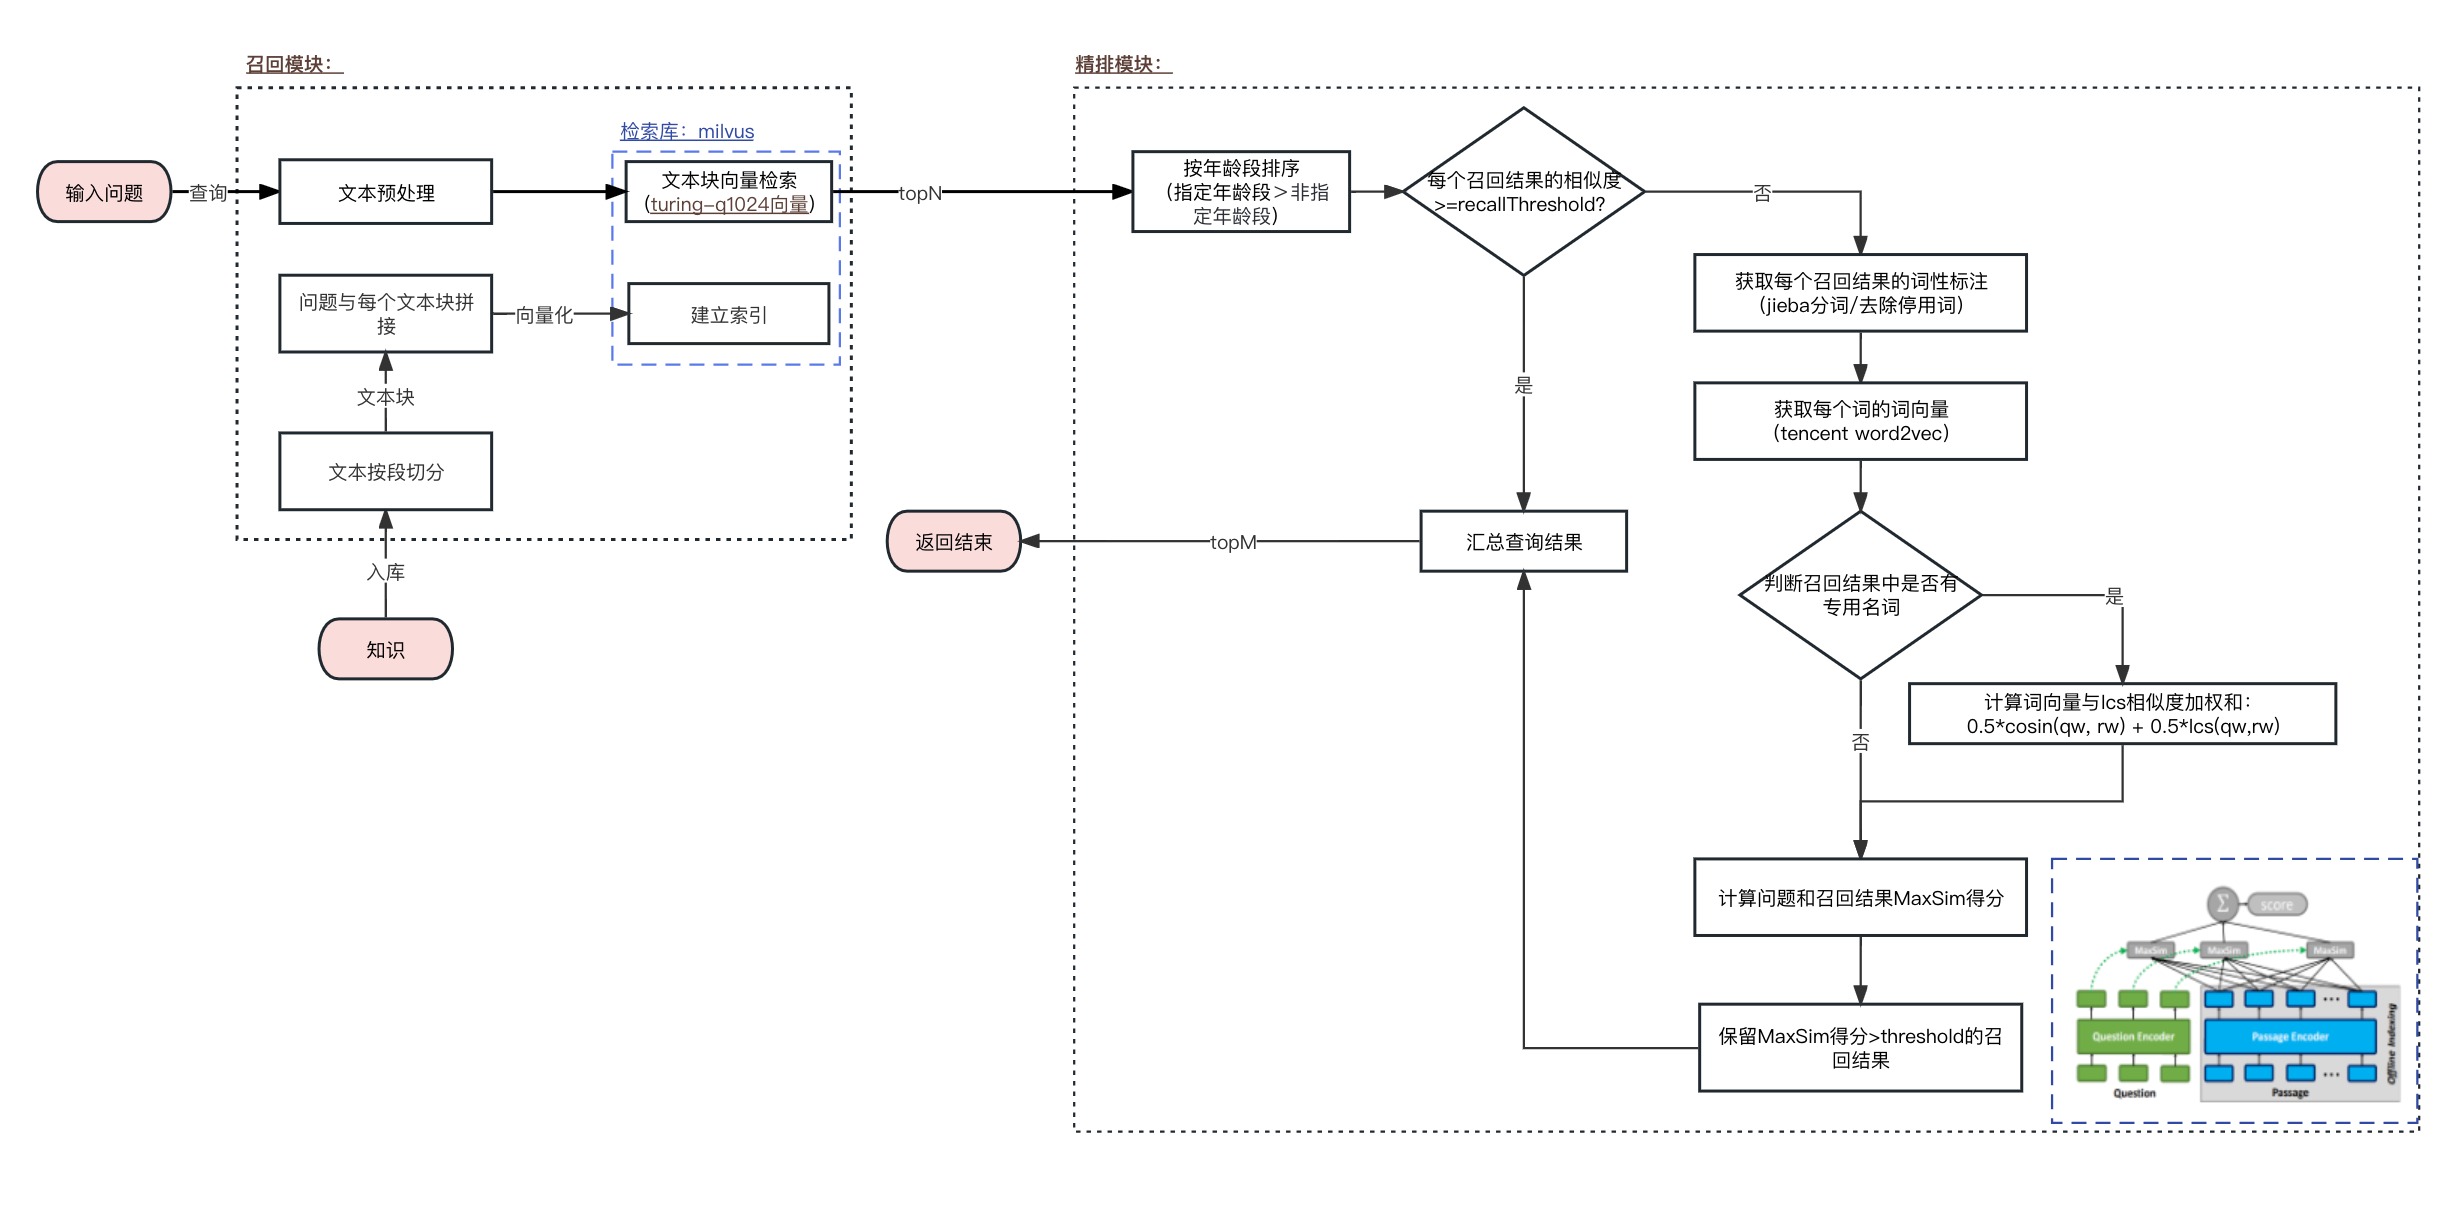 召回模块：
精排模块：
检索库：milvus
输入问题
查询
文本预处理
文本块向量检索
（turing-q1024向量）
topN
按年龄段排序
（指定年龄段＞非指
定年龄段）
每个召回结果的相似度
>=recallThreshold?
否
是
问题与每个文本块拼
接
向量化
建立索引
文本块
文本按段切分
入库
知识
获取每个召回结果的词性标注
（jieba分词/去除停用词）
获取每个词的词向量
（tencent word2vec）
返回结束
topM
汇总查询结果
判断召回结果中是否有
专用名词
是
否
计算词向量与lcs相似度加权和：
0.5*cosin(qw, rw) + 0.5*lcs(qw,rw)
计算问题和召回结果MaxSim得分
保留MaxSim得分>threshold的召
回结果
Σ
score
MaxSim
MaxSim
MaxSim
Question Encoder
Passage Encoder
Offline Indexing
Question
Passage